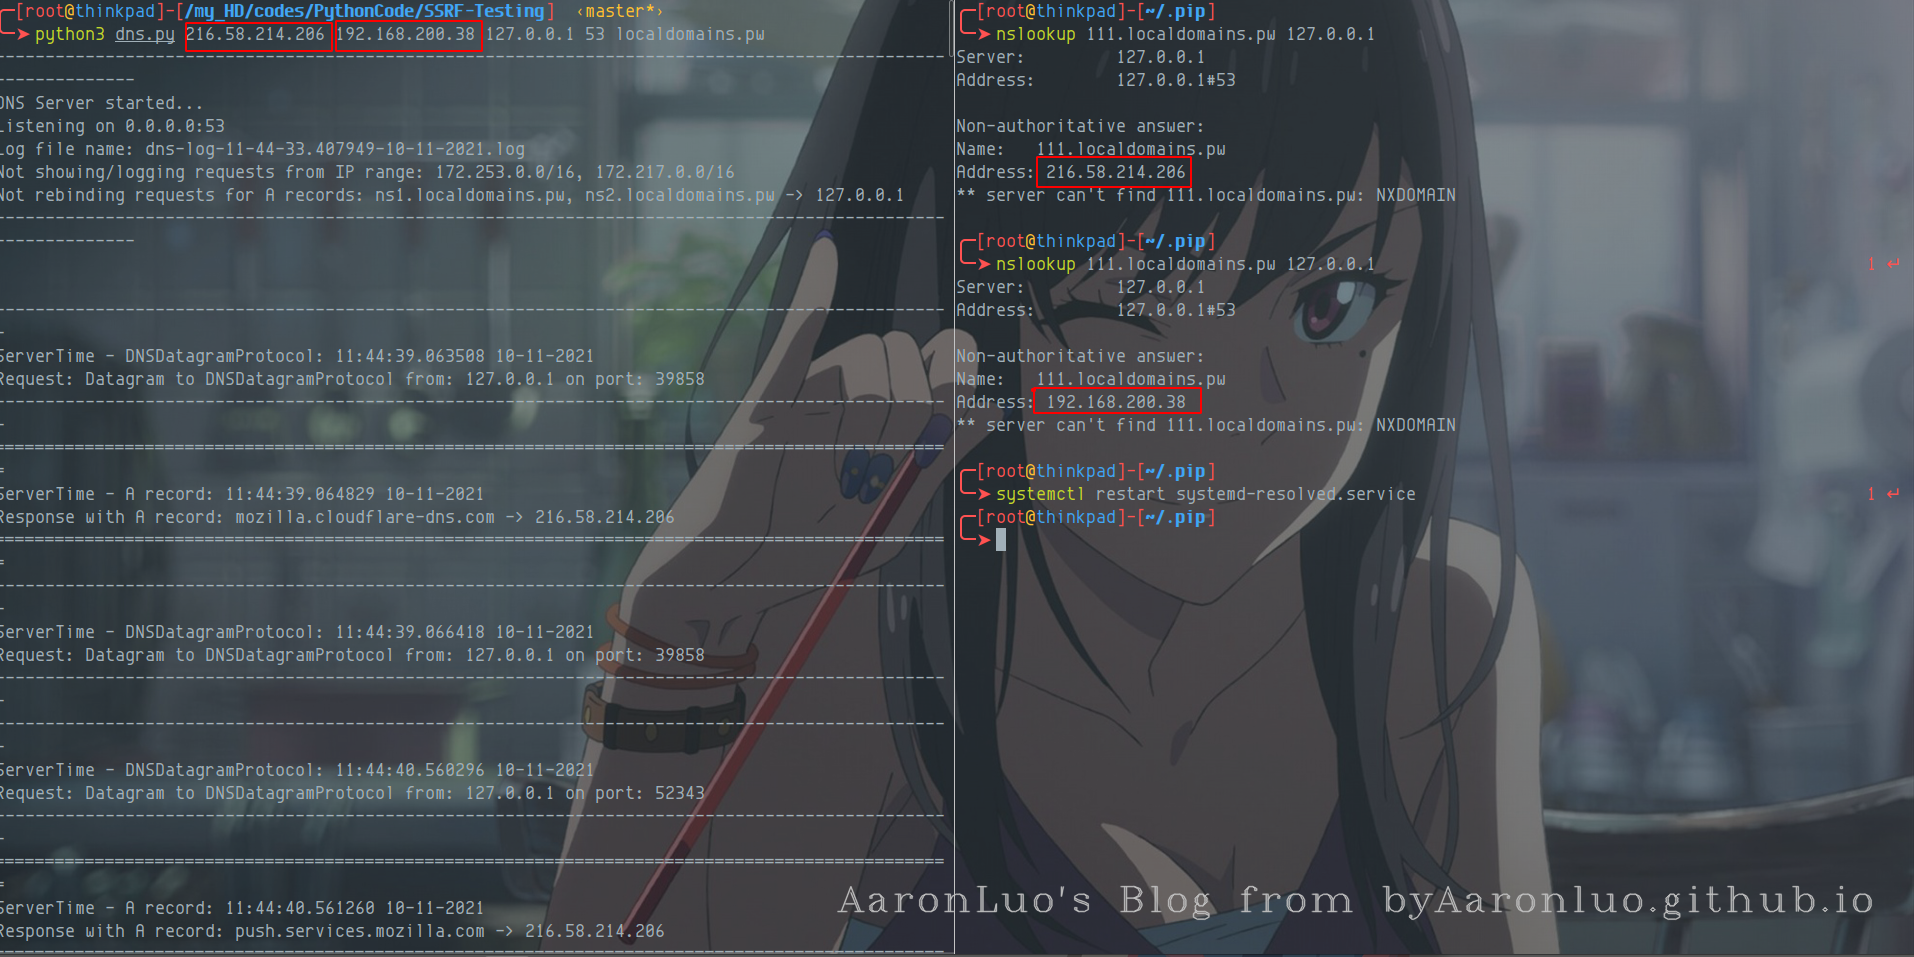 [root@thinkpad]-[/my_HD/codes/PythonCode/SSRF-Testing] ‹master*›
➤ python3 dns.py 216.58.214.206 192.168.200.38 127.0.0.1 53 localdomains.pw
--------------------------------------------------------------------------------
-------------
DNS Server started...
Listening on 0.0.0.0:53
Log file name: dns-log-11-44-33.407949-10-11-2021.log
Not showing/logging requests from IP range: 172.253.0.0/16, 172.217.0.0/16
Not rebinding requests for A records: ns1.localdomains.pw, ns2.localdomains.pw -> 127.0.0.1
--------------------------------------------------------------------------------
-------------
--------------------------------------------------------------------------------
-
ServerTime - DNSDatagramProtocol: 11:44:39.063508 10-11-2021
Request: Datagram to DNSDatagramProtocol from: 127.0.0.1 on port: 39858
--------------------------------------------------------------------------------
-
================================================================================
=
ServerTime - A record: 11:44:39.064829 10-11-2021
Response with A record: mozilla.cloudflare-dns.com -> 216.58.214.206
================================================================================
=
--------------------------------------------------------------------------------
-
ServerTime - DNSDatagramProtocol: 11:44:39.066418 10-11-2021
Request: Datagram to DNSDatagramProtocol from: 127.0.0.1 on port: 39858
--------------------------------------------------------------------------------
-
--------------------------------------------------------------------------------
-
ServerTime - DNSDatagramProtocol: 11:44:40.560296 10-11-2021
Request: Datagram to DNSDatagramProtocol from: 127.0.0.1 on port: 52343
--------------------------------------------------------------------------------
-
================================================================================
=
ServerTime - A record: 11:44:40.561260 10-11-2021
Response with A record: push.services.mozilla.com -> 216.58.214.206
================================================================================
[root@thinkpad]-[~/.pip]
➤ nslookup 111.localdomains.pw 127.0.0.1
Server: 127.0.0.1
Address: 127.0.0.1#53
Non-authoritative answer:
Name: 111.localdomains.pw
Address: 216.58.214.206
** server can't find 111.localdomains.pw: NXDOMAIN
[root@thinkpad]-[~/.pip]
➤ nslookup 111.localdomains.pw 127.0.0.1 1 ↵
Server: 127.0.0.1
Address: 127.0.0.1#53
Non-authoritative answer:
Name: 111.localdomains.pw
Address: 192.168.200.38
** server can't find 111.localdomains.pw: NXDOMAIN
[root@thinkpad]-[~/.pip]
➤ systemctl restart systemd-resolved.service 1 ↵
[root@thinkpad]-[~/.pip]
➤
AaronLuo's Blog from byAaronluo.github.io